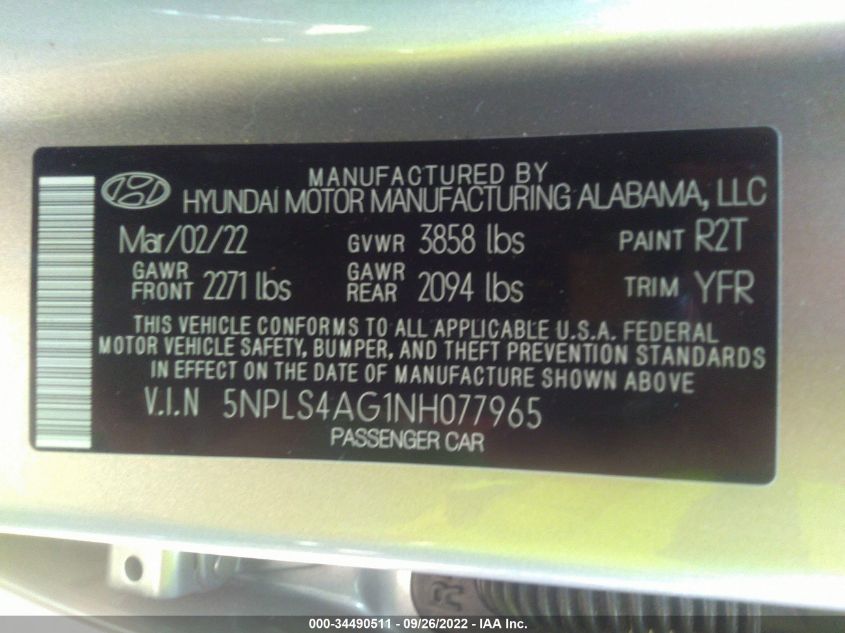 MANUFACTURED BY
HYUNDAI MOTOR MANUFACTURING ALABAMA, LLC
Mar/02/22 GVWR 3858 lbs PAINT R2T
GAWR FRONT 2271 lbs GAWR REAR 2094 lbs TRIM YFR
THIS VEHICLE CONFORMS TO ALL APPLICABLE U.S.A. FEDERAL
MOTOR VEHICLE SAFETY, BUMPER, AND THEFT PREVENTION STANDARDS
IN EFFECT ON THE DATE OF MANUFACTURE SHOWN ABOVE
V.I.N 5NPLS4AG1NH077965
PASSENGER CAR
000-34490511 - 09/26/2022 - IAA Inc.